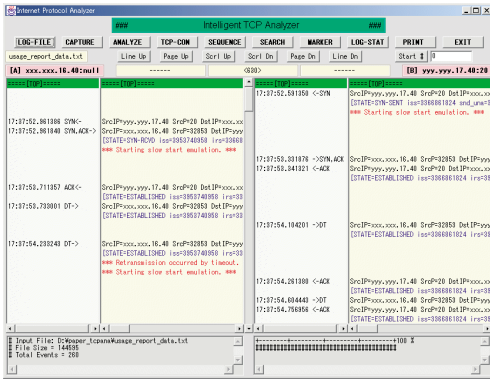 Internet Protocol Analyzer
### Intelligent TCP Analyzer ###
LOG-FILE CAPTURE ANALYZE TCP-CON SEQUENCE SEARCH MARKER LOG-STAT PRINT EXIT
usage_report_data.txt Line Up Page Up Scrl Up Scrl Dn Page Dn Line Dn Start # 0
[A] xxx.xxx.16.40:null ------ <630> ------ [B] yyy.yyy.17.40:20
=====[TOP]===== =====[TOP]=====
17:37:52.961386 SYN<- SrcIP=yyy.yyy.17.40 SrcP=20 DstIP=xxx.xx
17:37:52.961840 SYN.ACK-> SrcIP=xxx.xxx.16.40 SrcP=32853 DstIP=yyy
[STATE=SYN-RCVD iss=3953740958 irs=33668
*** Starting slow start emulation. ***
17:37:53.711357 ACK<- SrcIP=yyy.yyy.17.40 SrcP=20 DstIP=xxx.xx
[STATE=ESTABLISHED iss=3953740958 irs=33
17:37:53.733001 DT-> SrcIP=xxx.xxx.16.40 SrcP=32853 DstIP=yyy
[STATE=ESTABLISHED iss=3953740958 irs=33
17:37:54.233243 DT-> SrcIP=xxx.xxx.16.40 SrcP=32853 DstIP=yyy
[STATE=ESTABLISHED iss=3953740958 irs=33
*** Retransmission occurred by timeout.
*** Starting slow start emulation. ***
=====[TOP]===== =====[TOP]=====
17:37:52.591350 <-SYN SrcIP=yyy.yyy.17.40 SrcP=20 DstIP=xxx.xx
[STATE=SYN-SENT iss=3366861824 snd_una=3
*** Starting slow start emulation. ***
17:37:53.331876 ->SYN.ACK SrcIP=xxx.xxx.16.40 SrcP=32853 DstIP=yyy
17:37:53.341321 <-ACK SrcIP=yyy.yyy.17.40 SrcP=20 DstIP=xxx.xx
[STATE=ESTABLISHED iss=3366861824 irs=39
17:37:54.104201 ->DT SrcIP=xxx.xxx.16.40 SrcP=32853 DstIP=yyy
[STATE=ESTABLISHED iss=3366861824 irs=39
17:37:54.261380 <-ACK SrcIP=yyy.yyy.17.40 SrcP=20 DstIP=xxx.xx
17:37:54.604443 ->DT SrcIP=xxx.xxx.16.40 SrcP=32853 DstIP=yyy
17:37:54.756956 <-ACK SrcIP=yyy.yyy.17.40 SrcP=20 DstIP=xxx.xx
[STATE=ESTABLISHED iss=3366861824 irs=39
# Input File: D:¥paper_tcpana¥usage_report_data.txt
# File Size = 144595
# Total Events = 260
+---------+---------+---------+---------+100 %
########################################